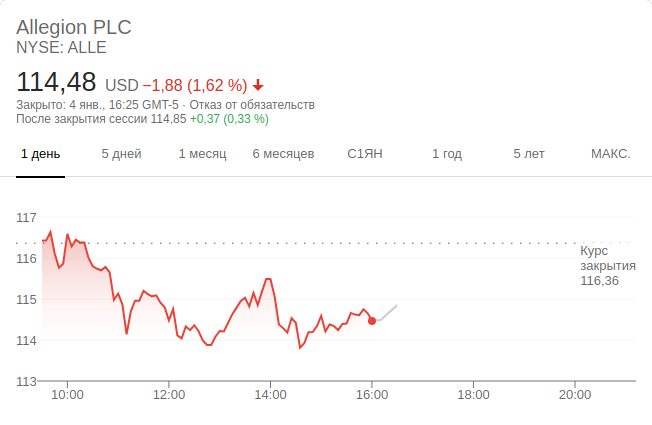 Allegion PLC
NYSE: ALLE
114,48 USD −1,88 (1,62 %)
Закрыто: 4 янв., 16:25 GMT-5 · Отказ от обязательств
После закрытия сессии 114,85 +0,37 (0,33 %)
1 день 5 дней 1 месяц 6 месяцев С1ЯН 1 год 5 лет МАКС.
117
116
115
114
113
Курс
закрытия
116,36
10:00 12:00 14:00 16:00 18:00 20:00